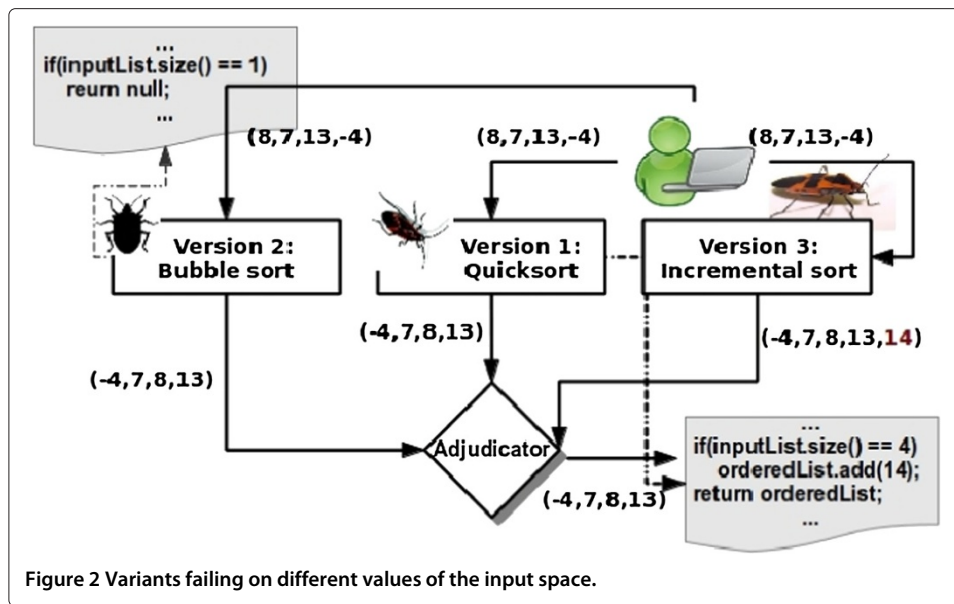 ...
if(inputList.size() == 1)
reurn null;
...
(8,7,13,-4)
(8,7,13,-4)
(8,7,13,-4)
Version 2:
Bubble sort
Version 1:
Quicksort
Version 3:
Incremental sort
(-4,7,8,13)
(-4,7,8,13)
(-4,7,8,13,14)
Adjudicator
(-4,7,8,13)
...
if(inputList.size() == 4)
orderedList.add(14);
return orderedList;
...
Figure 2 Variants failing on different values of the input space.